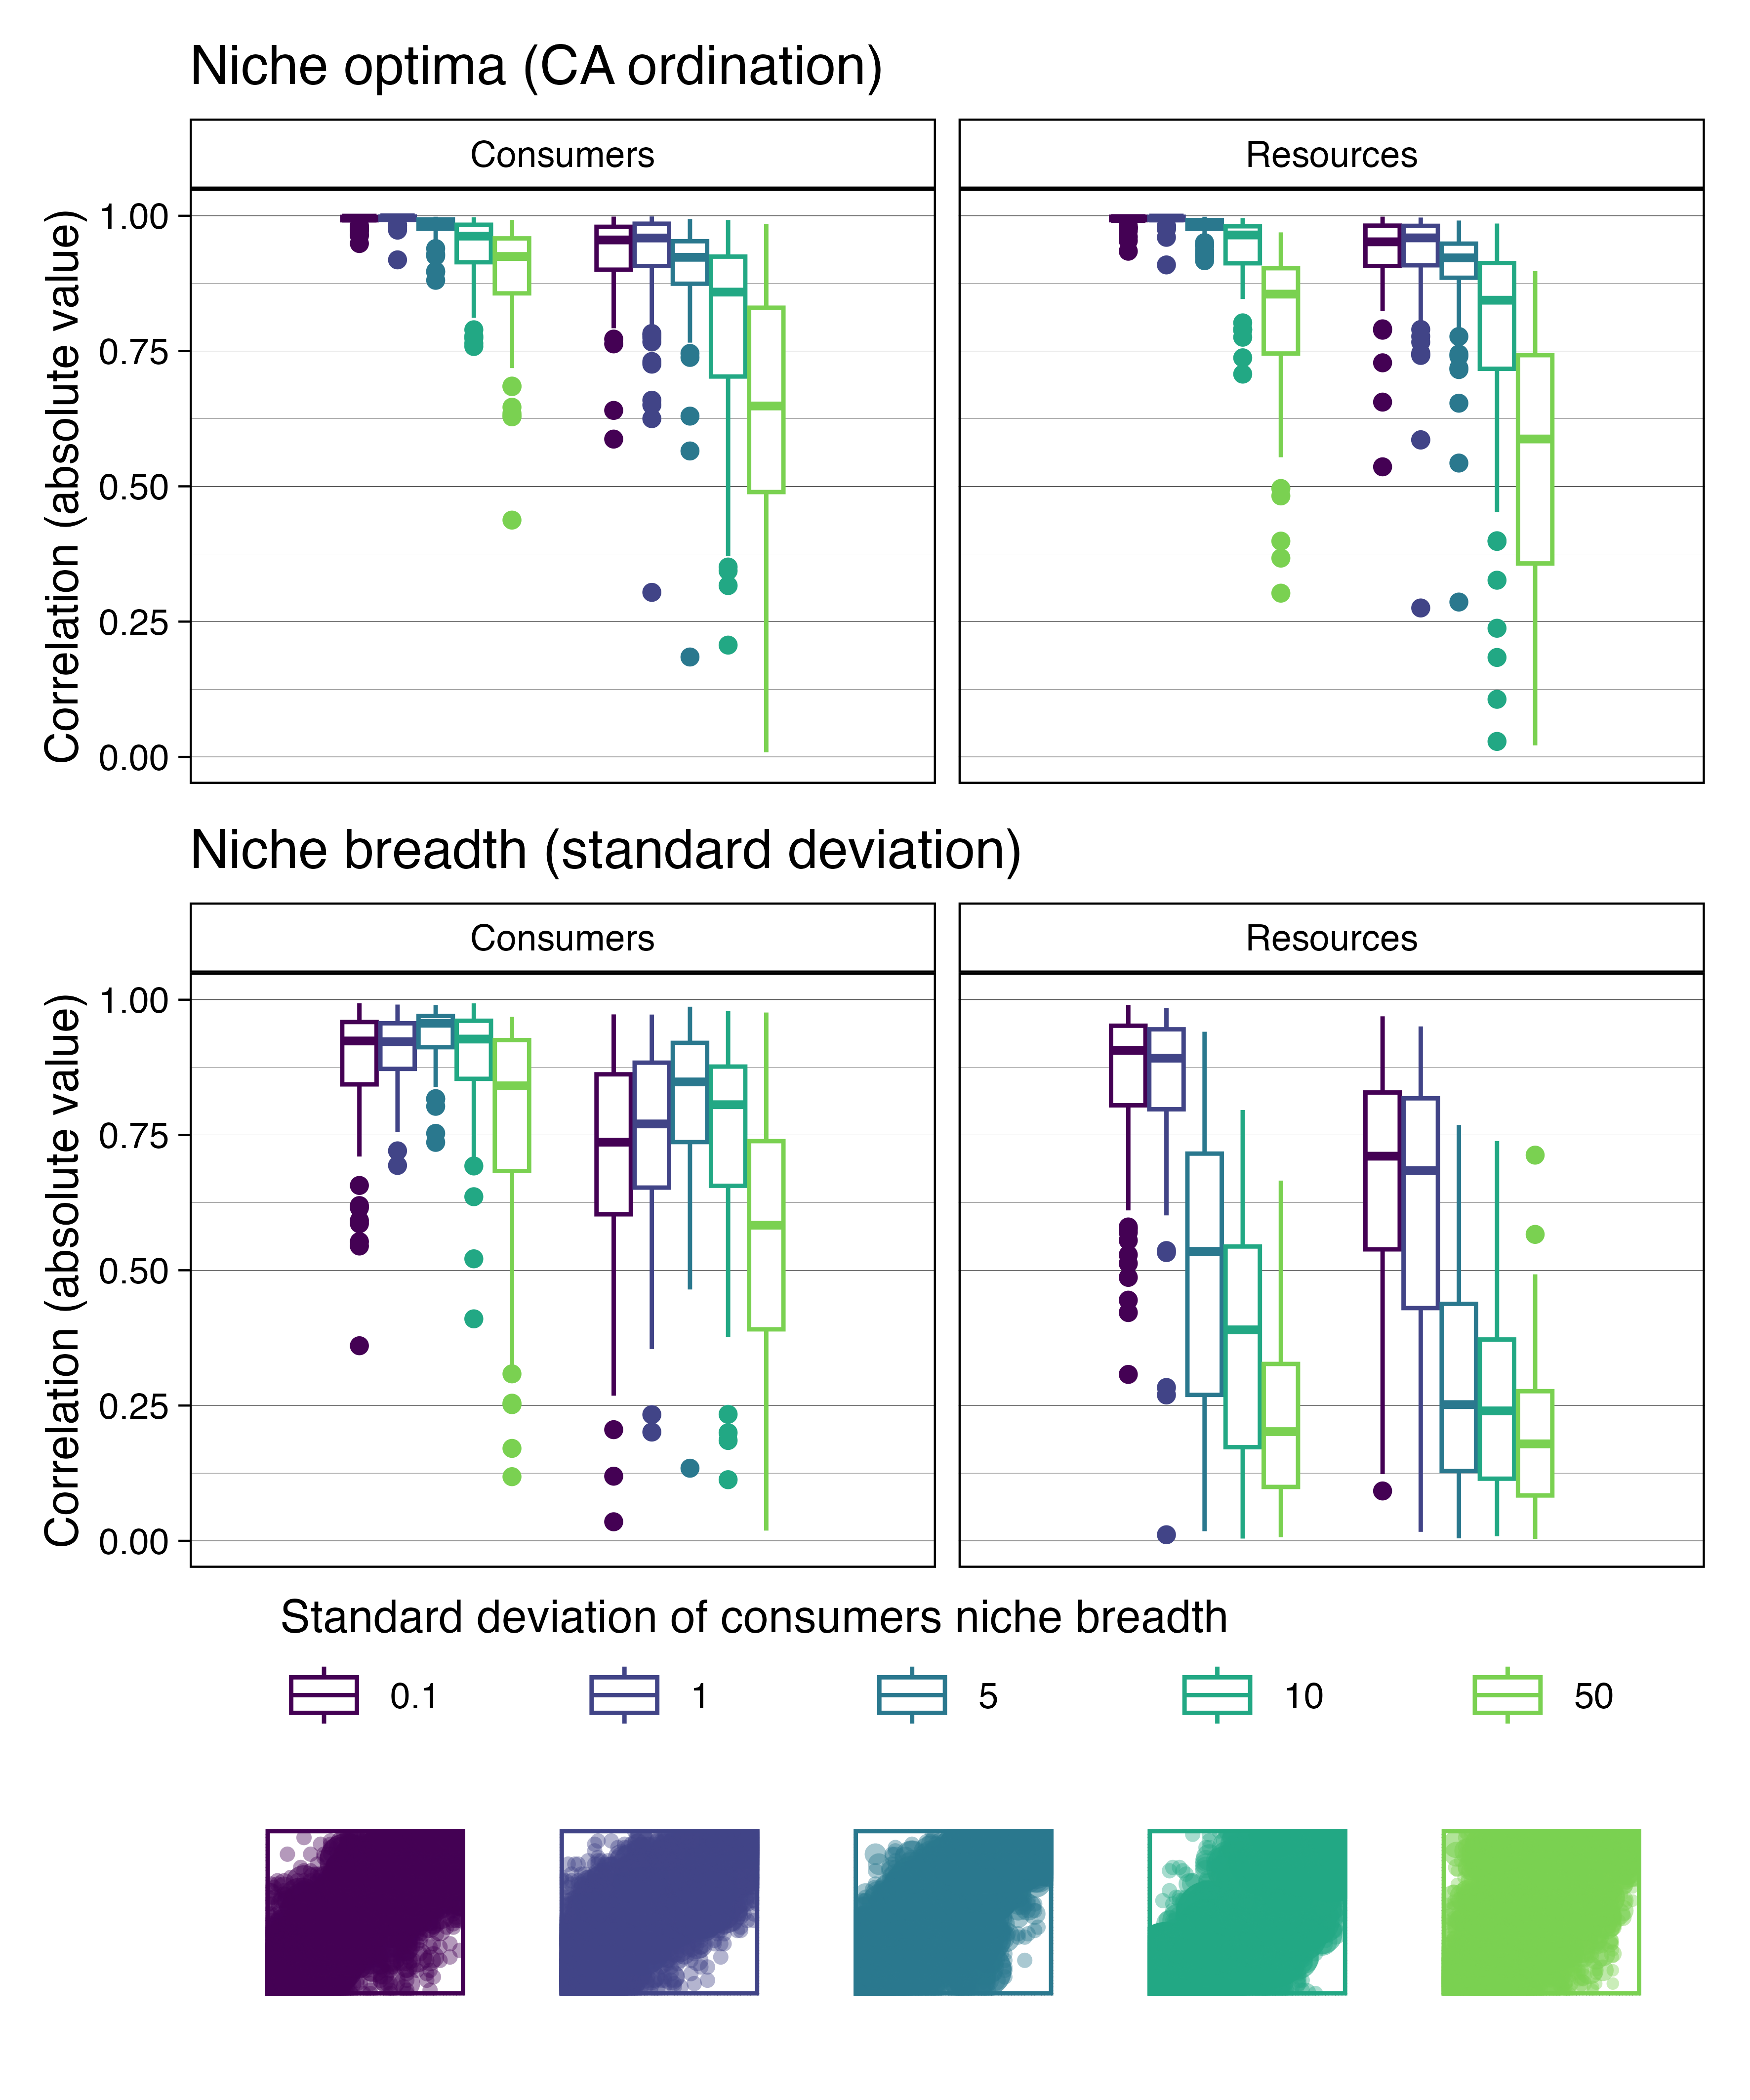 Niche optima (CA ordination)
Consumers
Resources
Correlation (absolute value)
1.00
0.75
0.50
0.25
0.00
Niche breadth (standard deviation)
Consumers
Resources
Correlation (absolute value)
1.00
0.75
0.50
0.25
0.00
Standard deviation of consumers niche breadth
0.1
1
5
10
50